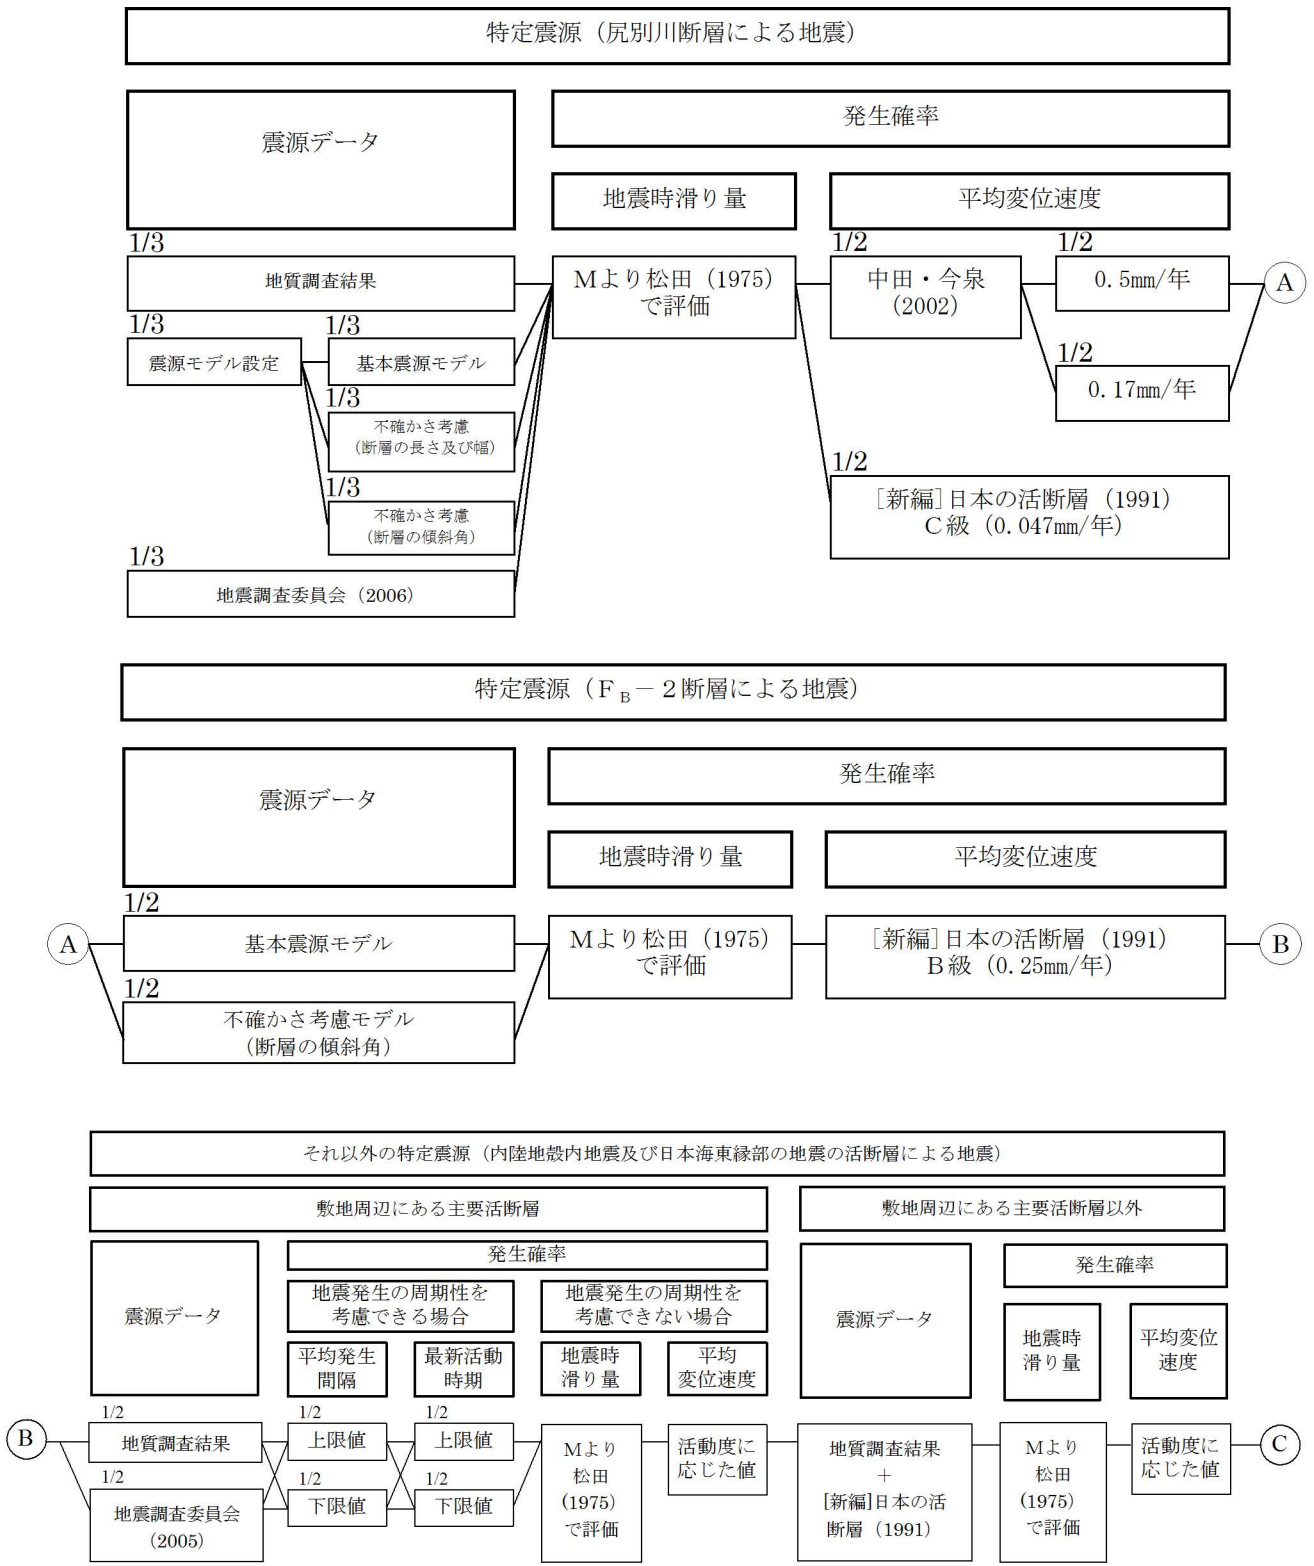 特定震源（尻別川断層による地震）
震源データ
発生確率
地震時滑り量
平均変位速度
1/3
地質調査結果
1/3
震源モデル設定
1/3
基本震源モデル
1/3
不確かさ考慮
（断層の長さ及び幅）
1/3
不確かさ考慮
（断層の傾斜角）
1/3
地震調査委員会（2006）
Mより松田（1975）
で評価
1/2
中田・今泉
（2002）
1/2
0.5mm/年
1/2
0.17mm/年
1/2
[新編]日本の活断層（1991）
C級（0.047mm/年）
A
特定震源（FB－2断層による地震）
震源データ
発生確率
地震時滑り量
平均変位速度
A
1/2
基本震源モデル
1/2
不確かさ考慮モデル
（断層の傾斜角）
Mより松田（1975）
で評価
[新編]日本の活断層（1991）
B級（0.25mm/年）
B
それ以外の特定震源（内陸地殻内地震及び日本海東縁部の地震の活断層による地震）
敷地周辺にある主要活断層
敷地周辺にある主要活断層以外
震源データ
発生確率
地震発生の周期性を
考慮できる場合
地震発生の周期性を
考慮できない場合
平均発生
間隔
最新活動
時期
地震時
滑り量
平均
変位速度
震源データ
発生確率
地震時
滑り量
平均変位
速度
B
1/2
地質調査結果
1/2
地震調査委員会
（2005）
1/2
上限値
1/2
下限値
1/2
上限値
1/2
下限値
Mより
松田
（1975）
で評価
活動度に
応じた値
地質調査結果
＋
[新編]日本の活
断層（1991）
Mより
松田
（1975）
で評価
活動度に
応じた値
C